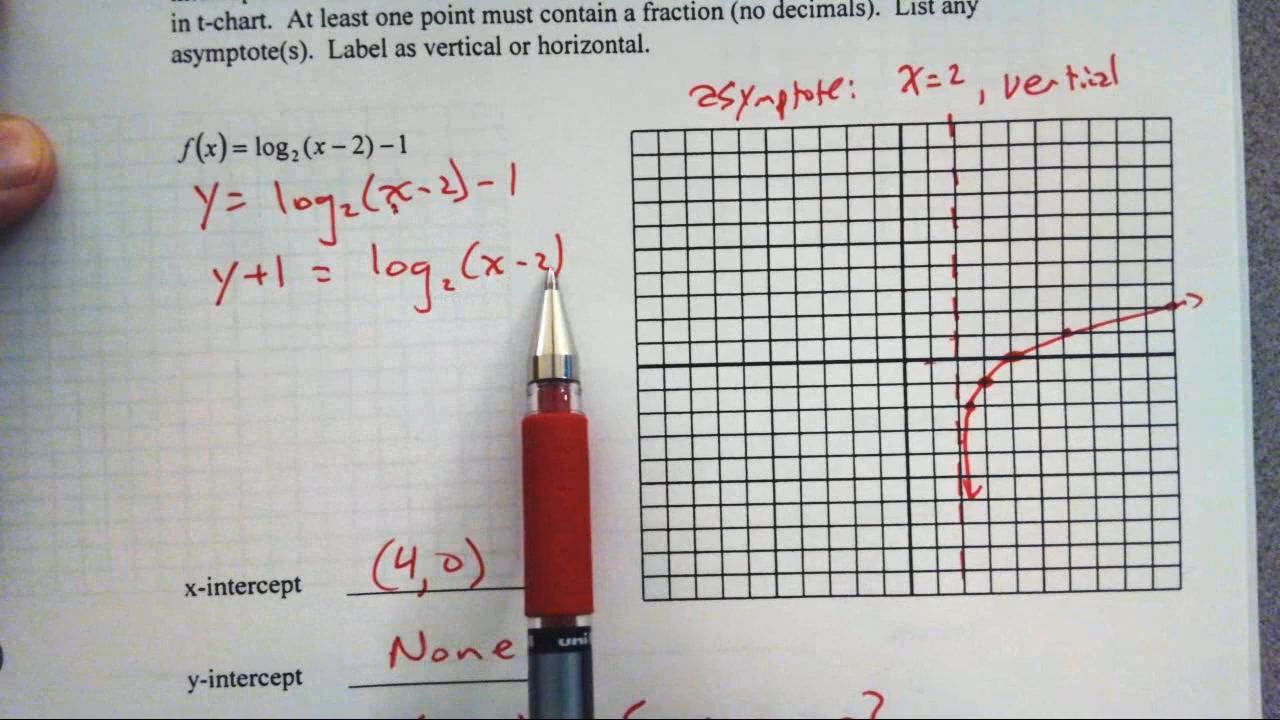 in t-chart. At least one point must contain a fraction (no decimals). List any
asymptote(s). Label as vertical or horizontal.
asymptote: x=2, vertical
f(x) = log₂(x − 2) − 1
y = log₂(x-2) - 1
y+1 = log₂(x-2)
x-intercept (4,0)
uni
y-intercept None